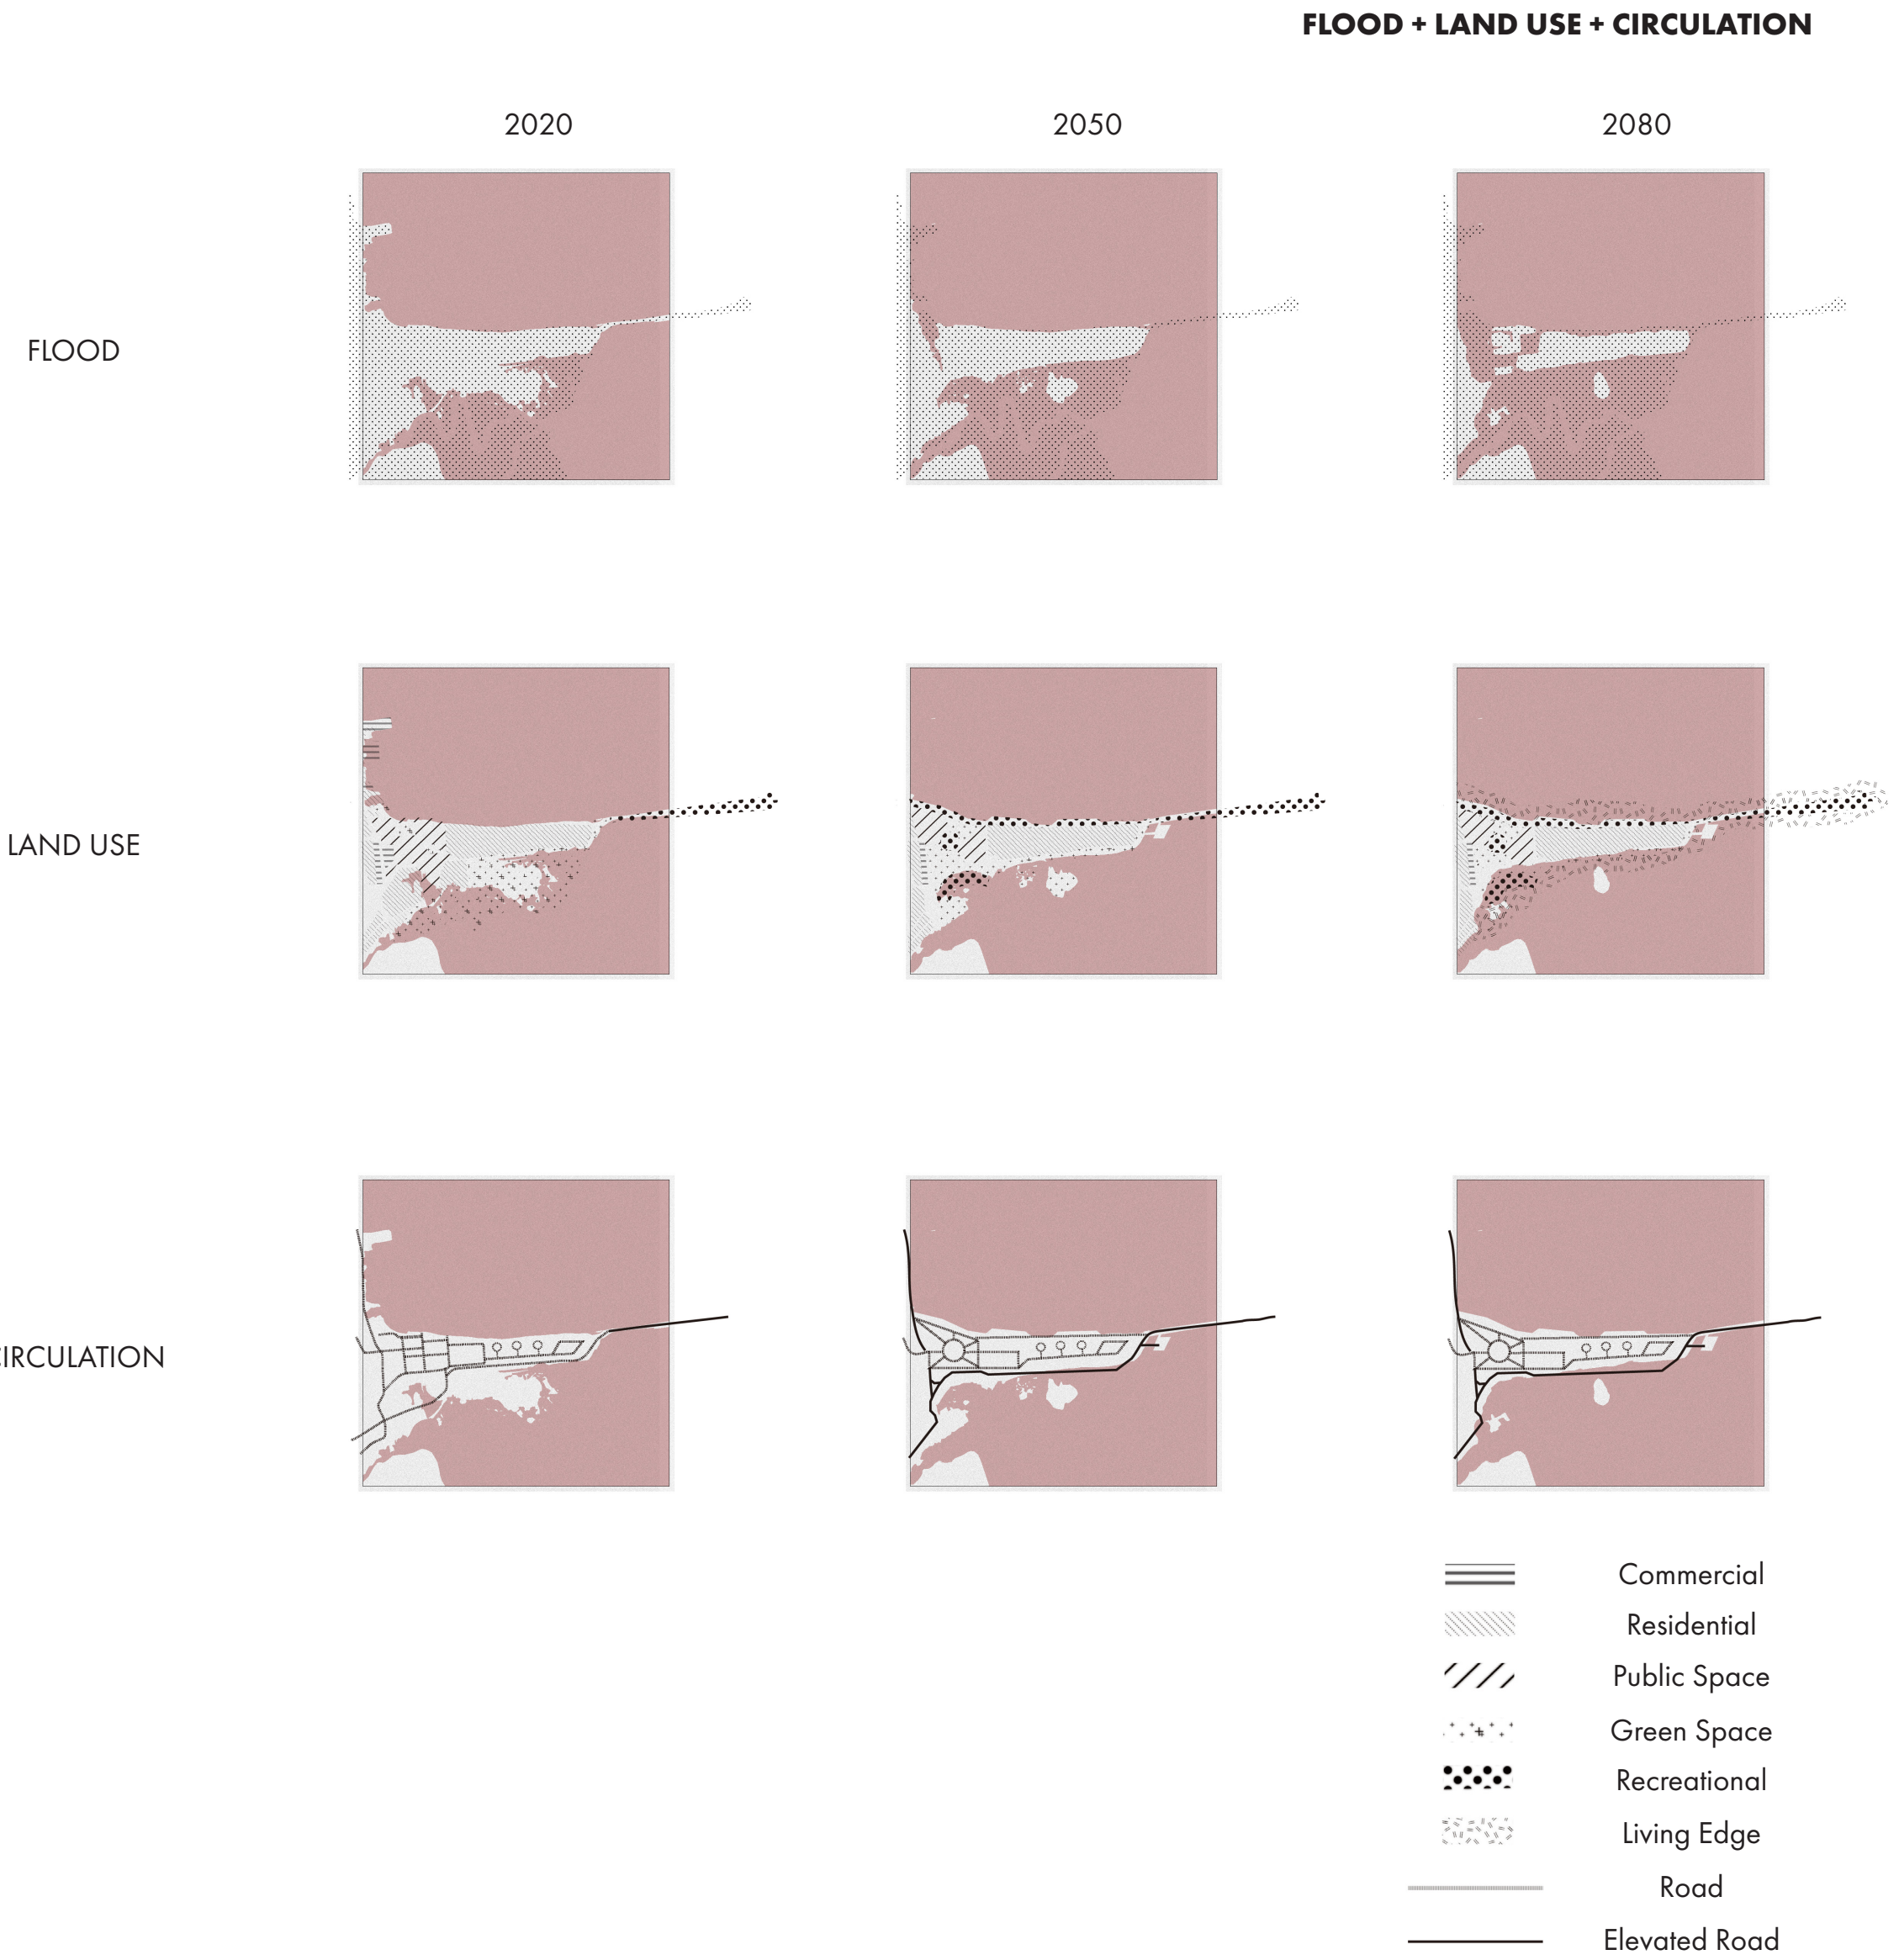 FLOOD + LAND USE + CIRCULATION
2020 2050 2080
FLOOD
LAND USE
CIRCULATION
Commercial
Residential
Public Space
Green Space
Recreational
Living Edge
Road
Elevated Road